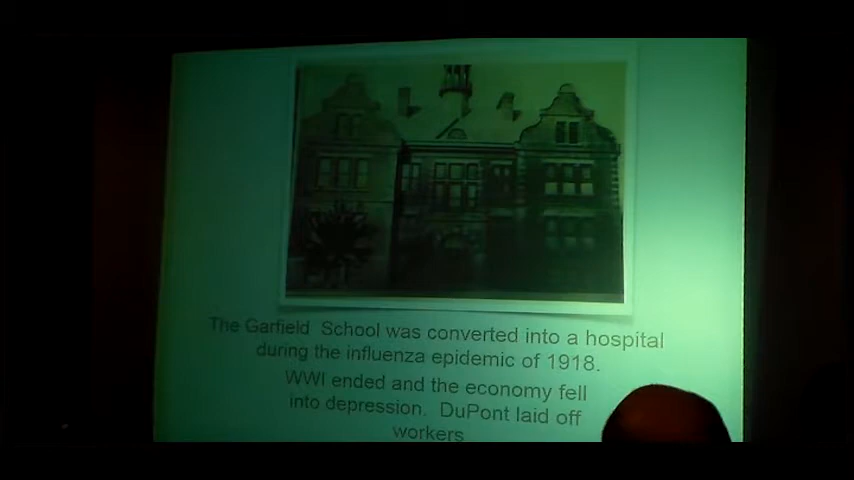 The Garfield School was converted into a hospital
during the influenza epidemic of 1918.
WWI ended and the economy fell
into depression. DuPont laid off
workers